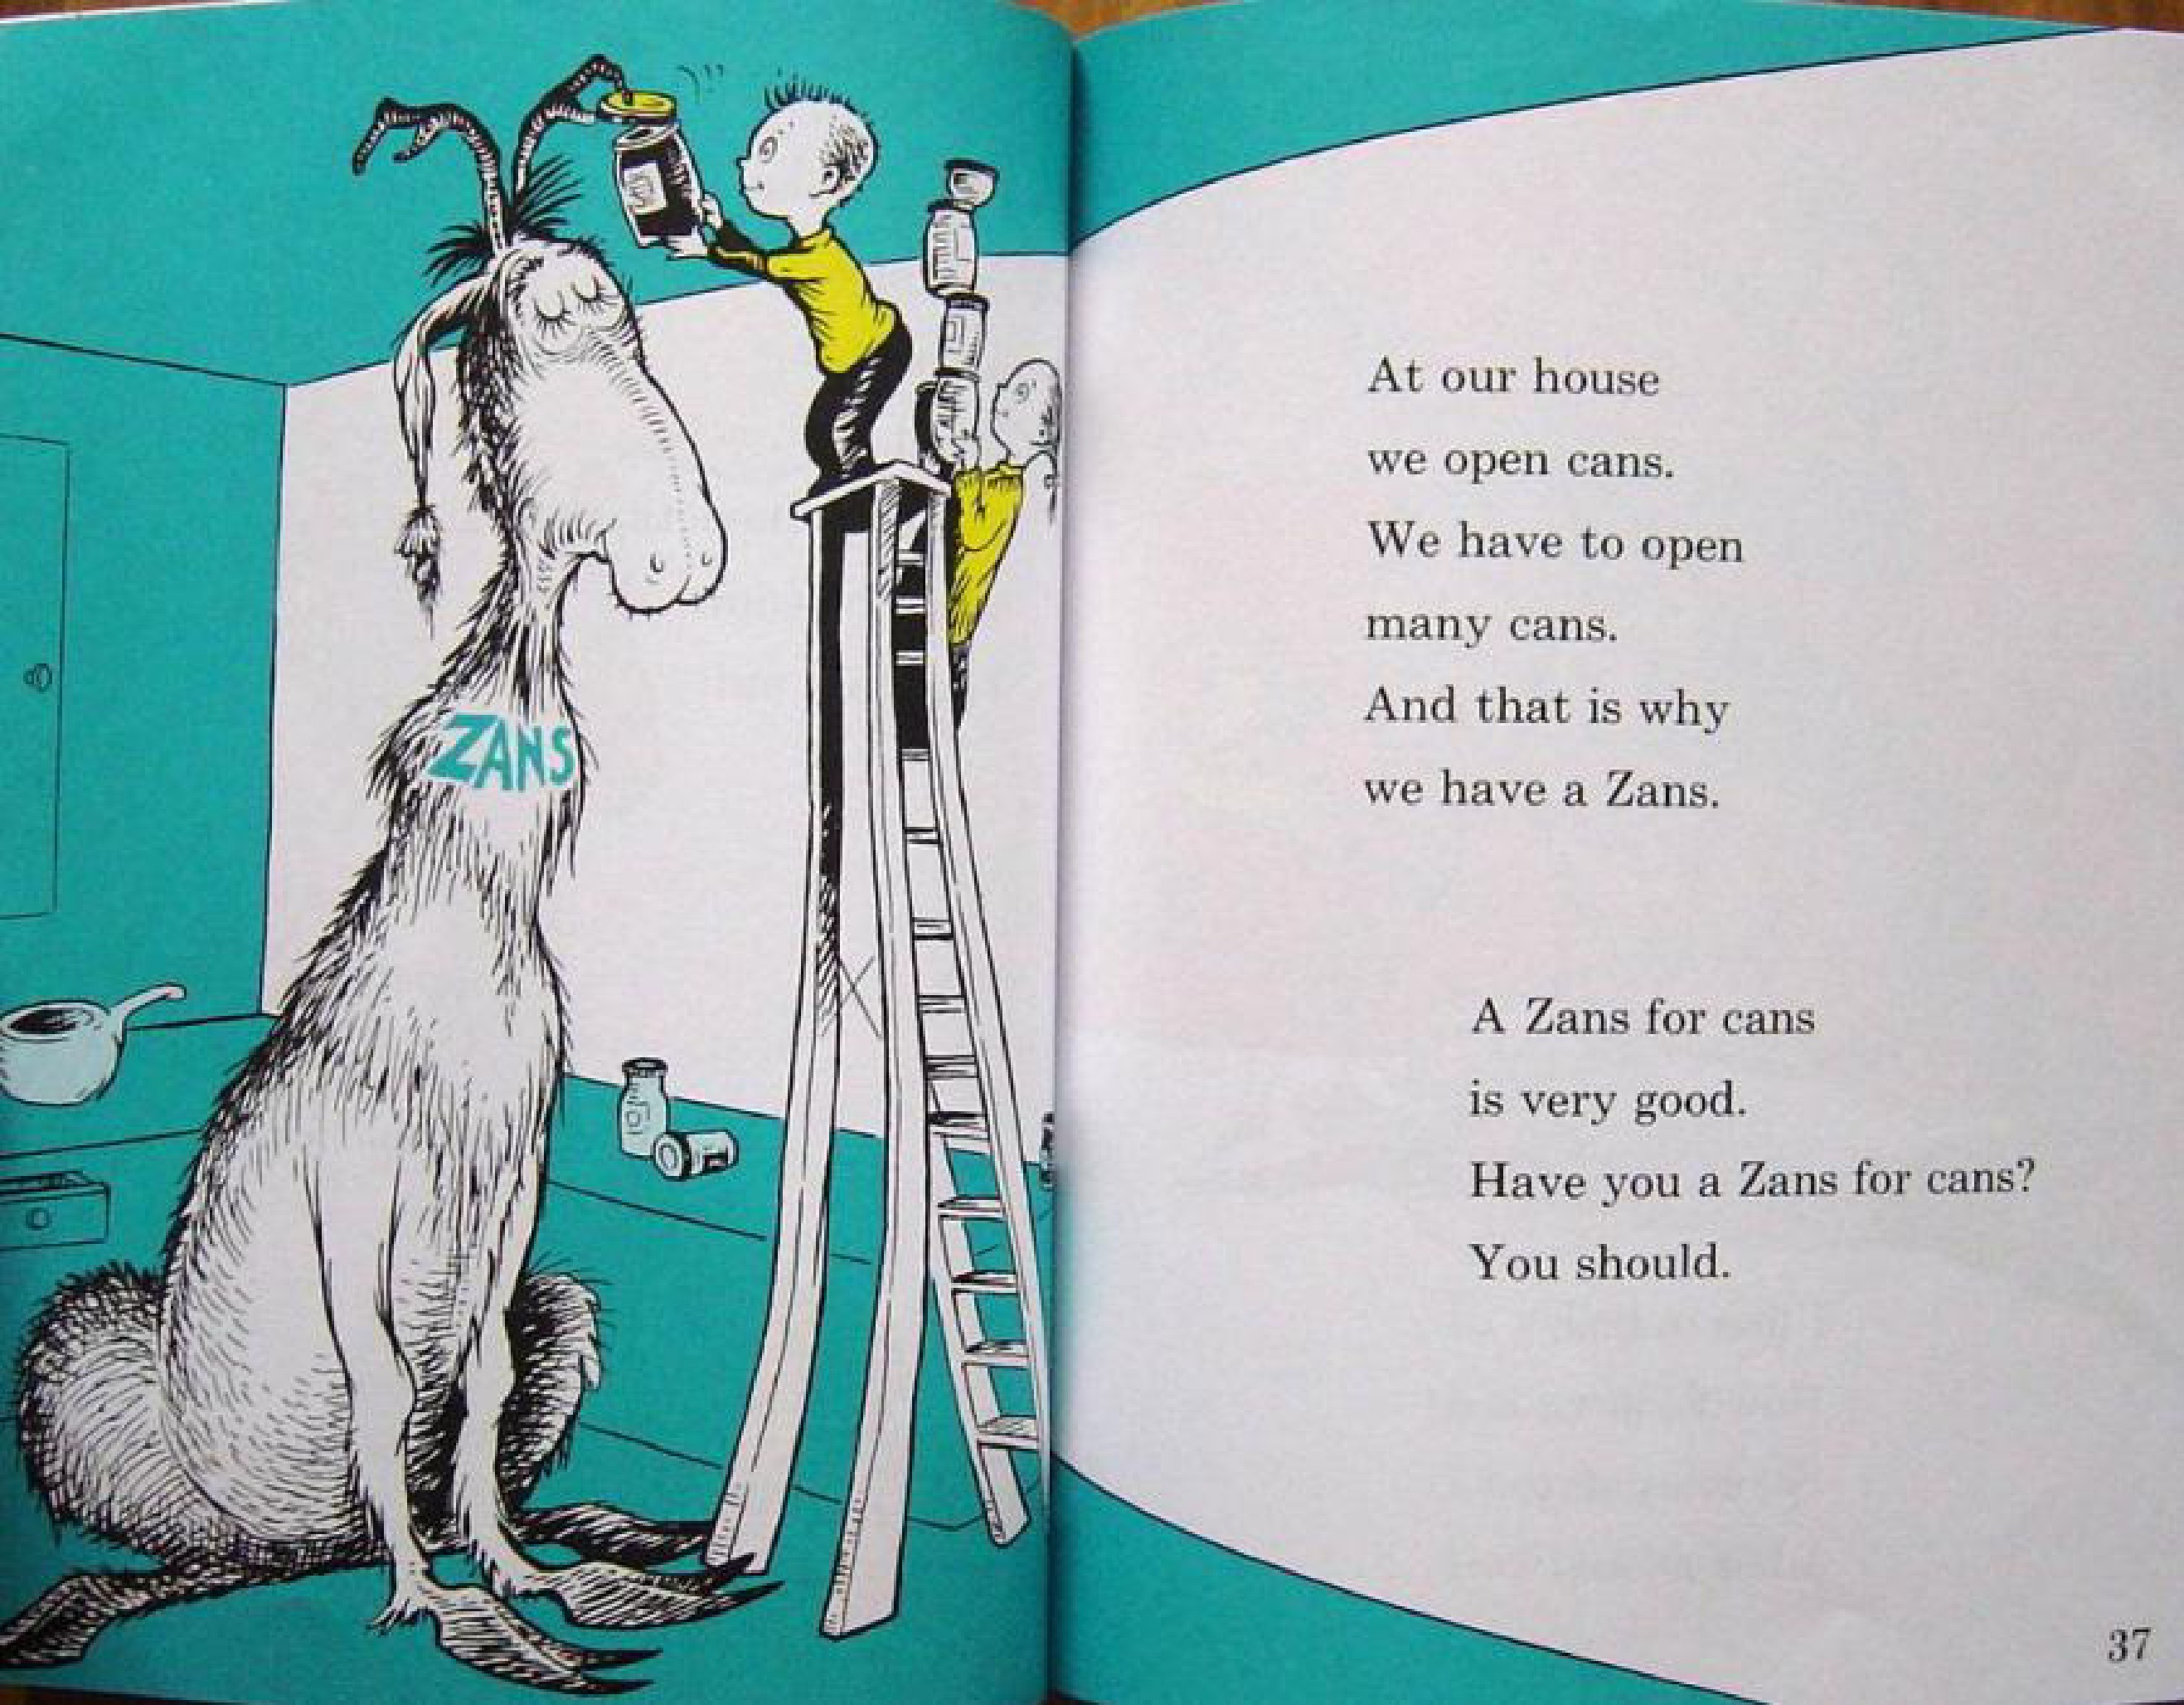 ZANS
At our house
we open cans.
We have to open
many cans.
And that is why
we have a Zans.
A Zans for cans
is very good.
Have you a Zans for cans?
You should.
37